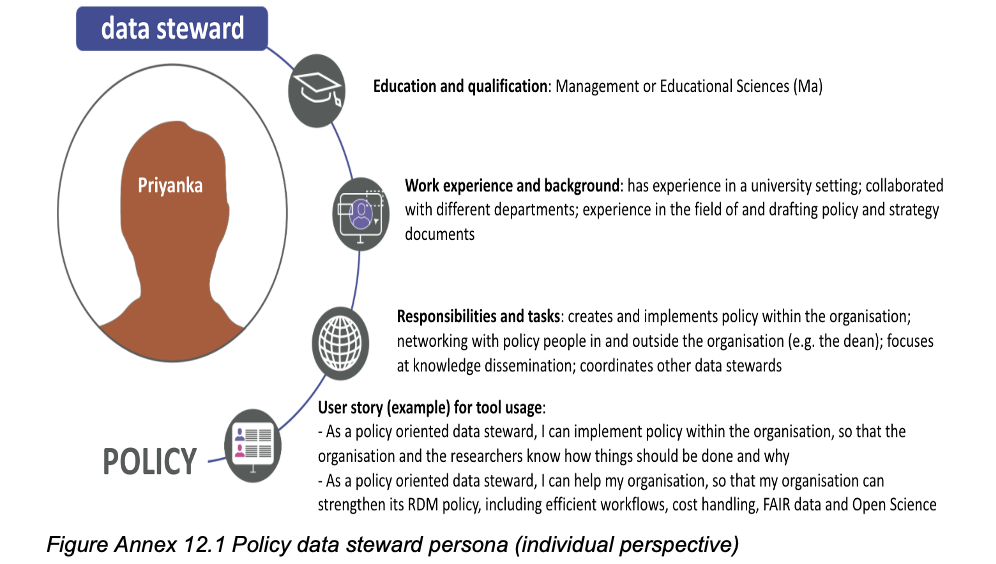 data steward
Priyanka
Education and qualification: Management or Educational Sciences (Ma)
Work experience and background: has experience in a university setting; collaborated
with different departments; experience in the field of and drafting policy and strategy
documents
Responsibilities and tasks: creates and implements policy within the organisation;
networking with policy people in and outside the organisation (e.g. the dean); focuses
at knowledge dissemination; coordinates other data stewards
User story (example) for tool usage:
- As a policy oriented data steward, I can implement policy within the organisation, so that the
organisation and the researchers know how things should be done and why
- As a policy oriented data steward, I can help my organisation, so that my organisation can
strengthen its RDM policy, including efficient workflows, cost handling, FAIR data and Open Science
POLICY
Figure Annex 12.1 Policy data steward persona (individual perspective)